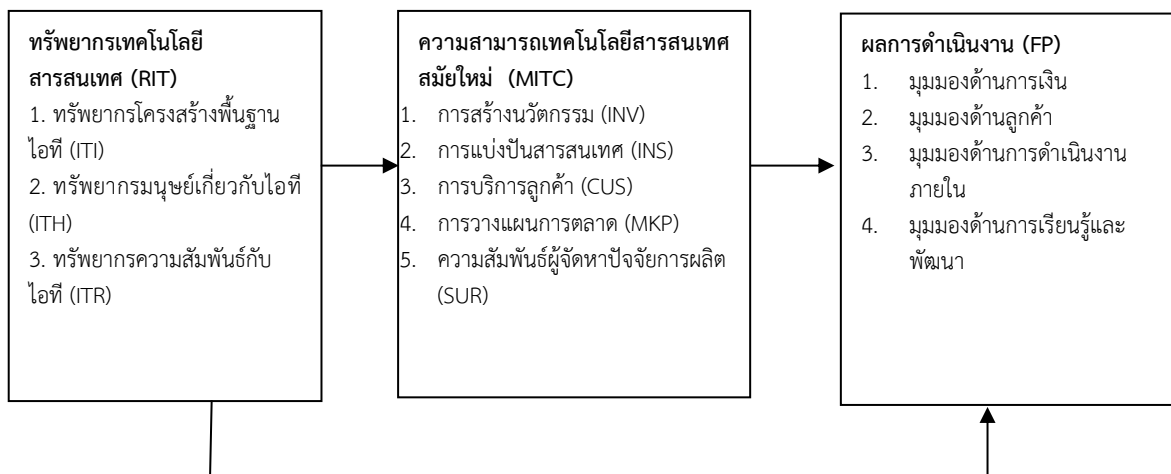 ทรัพยากรเทคโนโลยี
สารสนเทศ (RIT)
1. ทรัพยากรโครงสร้างพื้นฐาน
ไอที (ITI)
2. ทรัพยากรมนุษย์เกี่ยวกับไอที
(ITH)
3. ทรัพยากรความสัมพันธ์กับ
ไอที (ITR)
ความสามารถเทคโนโลยีสารสนเทศ
สมัยใหม่ (MITC)
1. การสร้างนวัตกรรม (INV)
2. การแบ่งปันสารสนเทศ (INS)
3. การบริการลูกค้า (CUS)
4. การวางแผนการตลาด (MKP)
5. ความสัมพันธ์ผู้จัดหาปัจจัยการผลิต
(SUR)
ผลการดำเนินงาน (FP)
1. มุมมองด้านการเงิน
2. มุมมองด้านลูกค้า
3. มุมมองด้านการดำเนินงาน
ภายใน
4. มุมมองด้านการเรียนรู้และ
พัฒนา